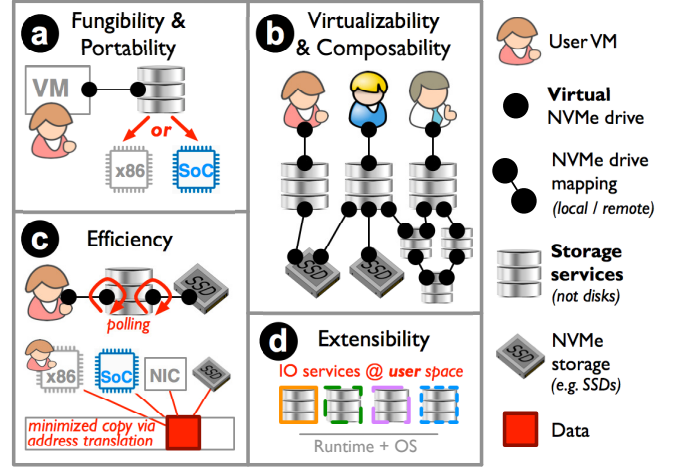 a
Fungibility &
Portability
VM
or
x86
SoC
b
Virtualizability
& Composability
SSD
SSD
c
Efficiency
SSD
polling
x86
SoC
NIC
SSD
minimized copy via
address translation
d
Extensibility
IO services @ user space
Runtime + OS
User VM
Virtual
NVMe drive
NVMe drive
mapping
(local / remote)
Storage
services
(not disks)
SSD
NVMe
storage
(e.g. SSDs)
Data